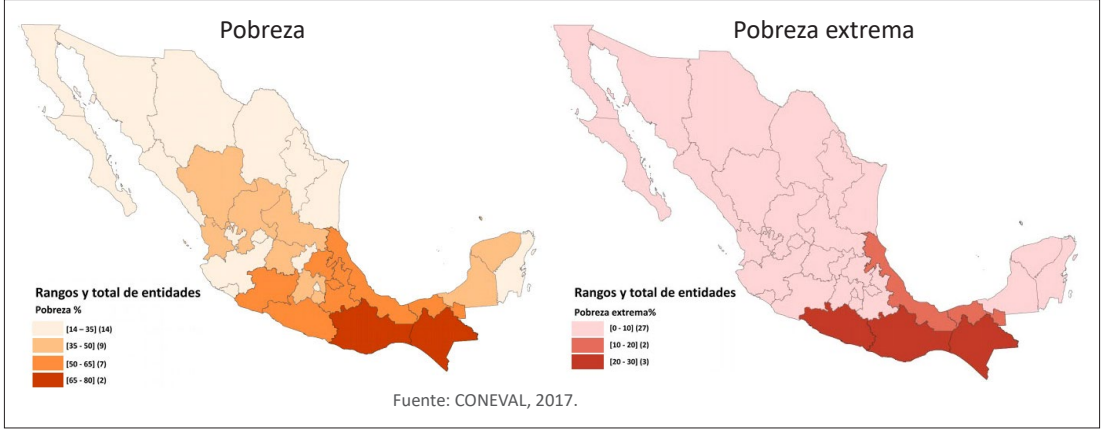 Pobreza
Pobreza extrema
Rangos y total de entidades
Pobreza %
[14 – 35] (14)
[35 - 50] (9)
[50 - 65] (7)
[65 - 80] (2)
Rangos y total de entidades
Pobreza extrema%
[0 - 10] (27)
[10 - 20] (2)
[20 - 30] (3)
Fuente: CONEVAL, 2017.